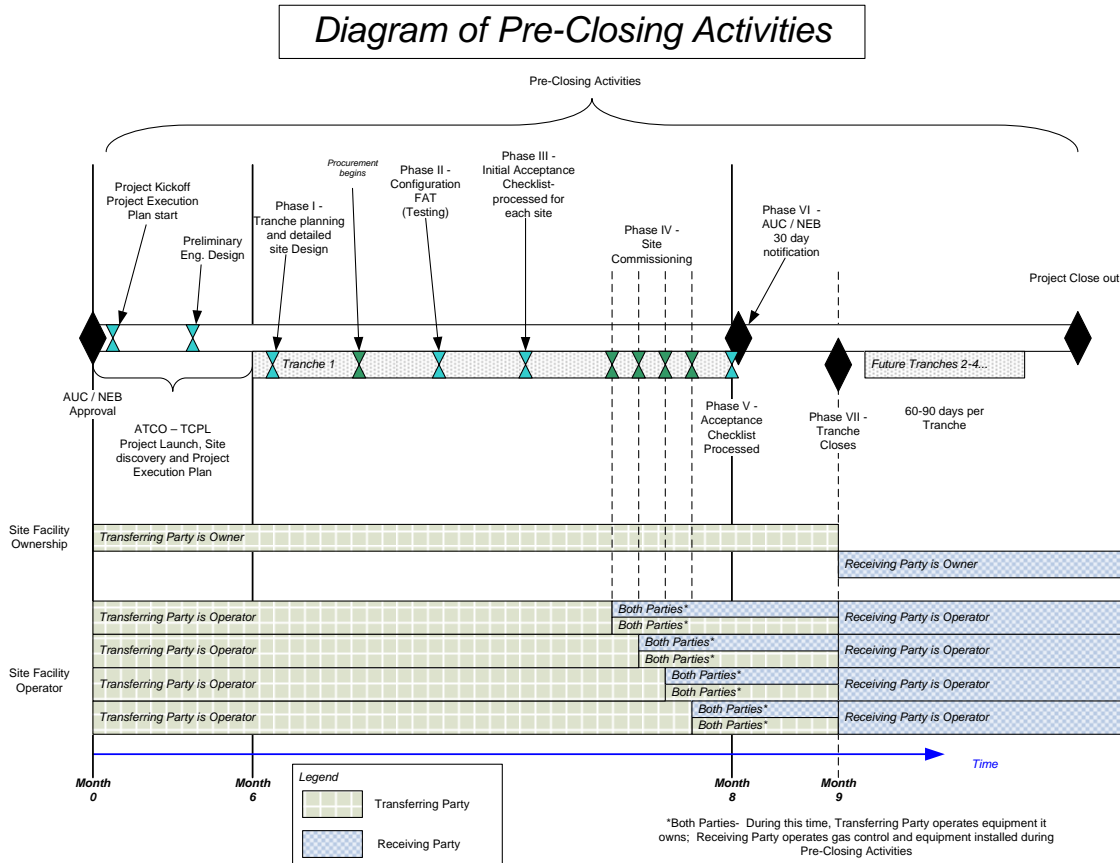 Diagram of Pre-Closing Activities
Pre-Closing Activities
Project Kickoff
Project Execution
Plan start
Preliminary
Eng. Design
Phase I -
Tranche planning
and detailed
site Design
Procurement
begins
Phase II -
Configuration
FAT
(Testing)
Phase III -
Initial Acceptance
Checklist-
processed for
each site
Phase IV -
Site
Commissioning
Phase VI -
AUC / NEB
30 day
notification
Project Close out
Tranche 1
Future Tranches 2-4...
AUC / NEB
Approval
ATCO – TCPL
Project Launch, Site
discovery and Project
Execution Plan
Phase V -
Acceptance
Checklist
Processed
Phase VII -
Tranche
Closes
60-90 days per
Tranche
Site Facility
Ownership
Transferring Party is Owner
Receiving Party is Owner
Site Facility
Operator
Transferring Party is Operator
Both Parties*
Both Parties*
Receiving Party is Operator
Transferring Party is Operator
Both Parties*
Both Parties*
Receiving Party is Operator
Transferring Party is Operator
Both Parties*
Both Parties*
Receiving Party is Operator
Transferring Party is Operator
Both Parties*
Both Parties*
Receiving Party is Operator
Time
Month
0
Month
6
Month
8
Month
9
Legend
Transferring Party
Receiving Party
*Both Parties- During this time, Transferring Party operates equipment it
owns; Receiving Party operates gas control and equipment installed during
Pre-Closing Activities